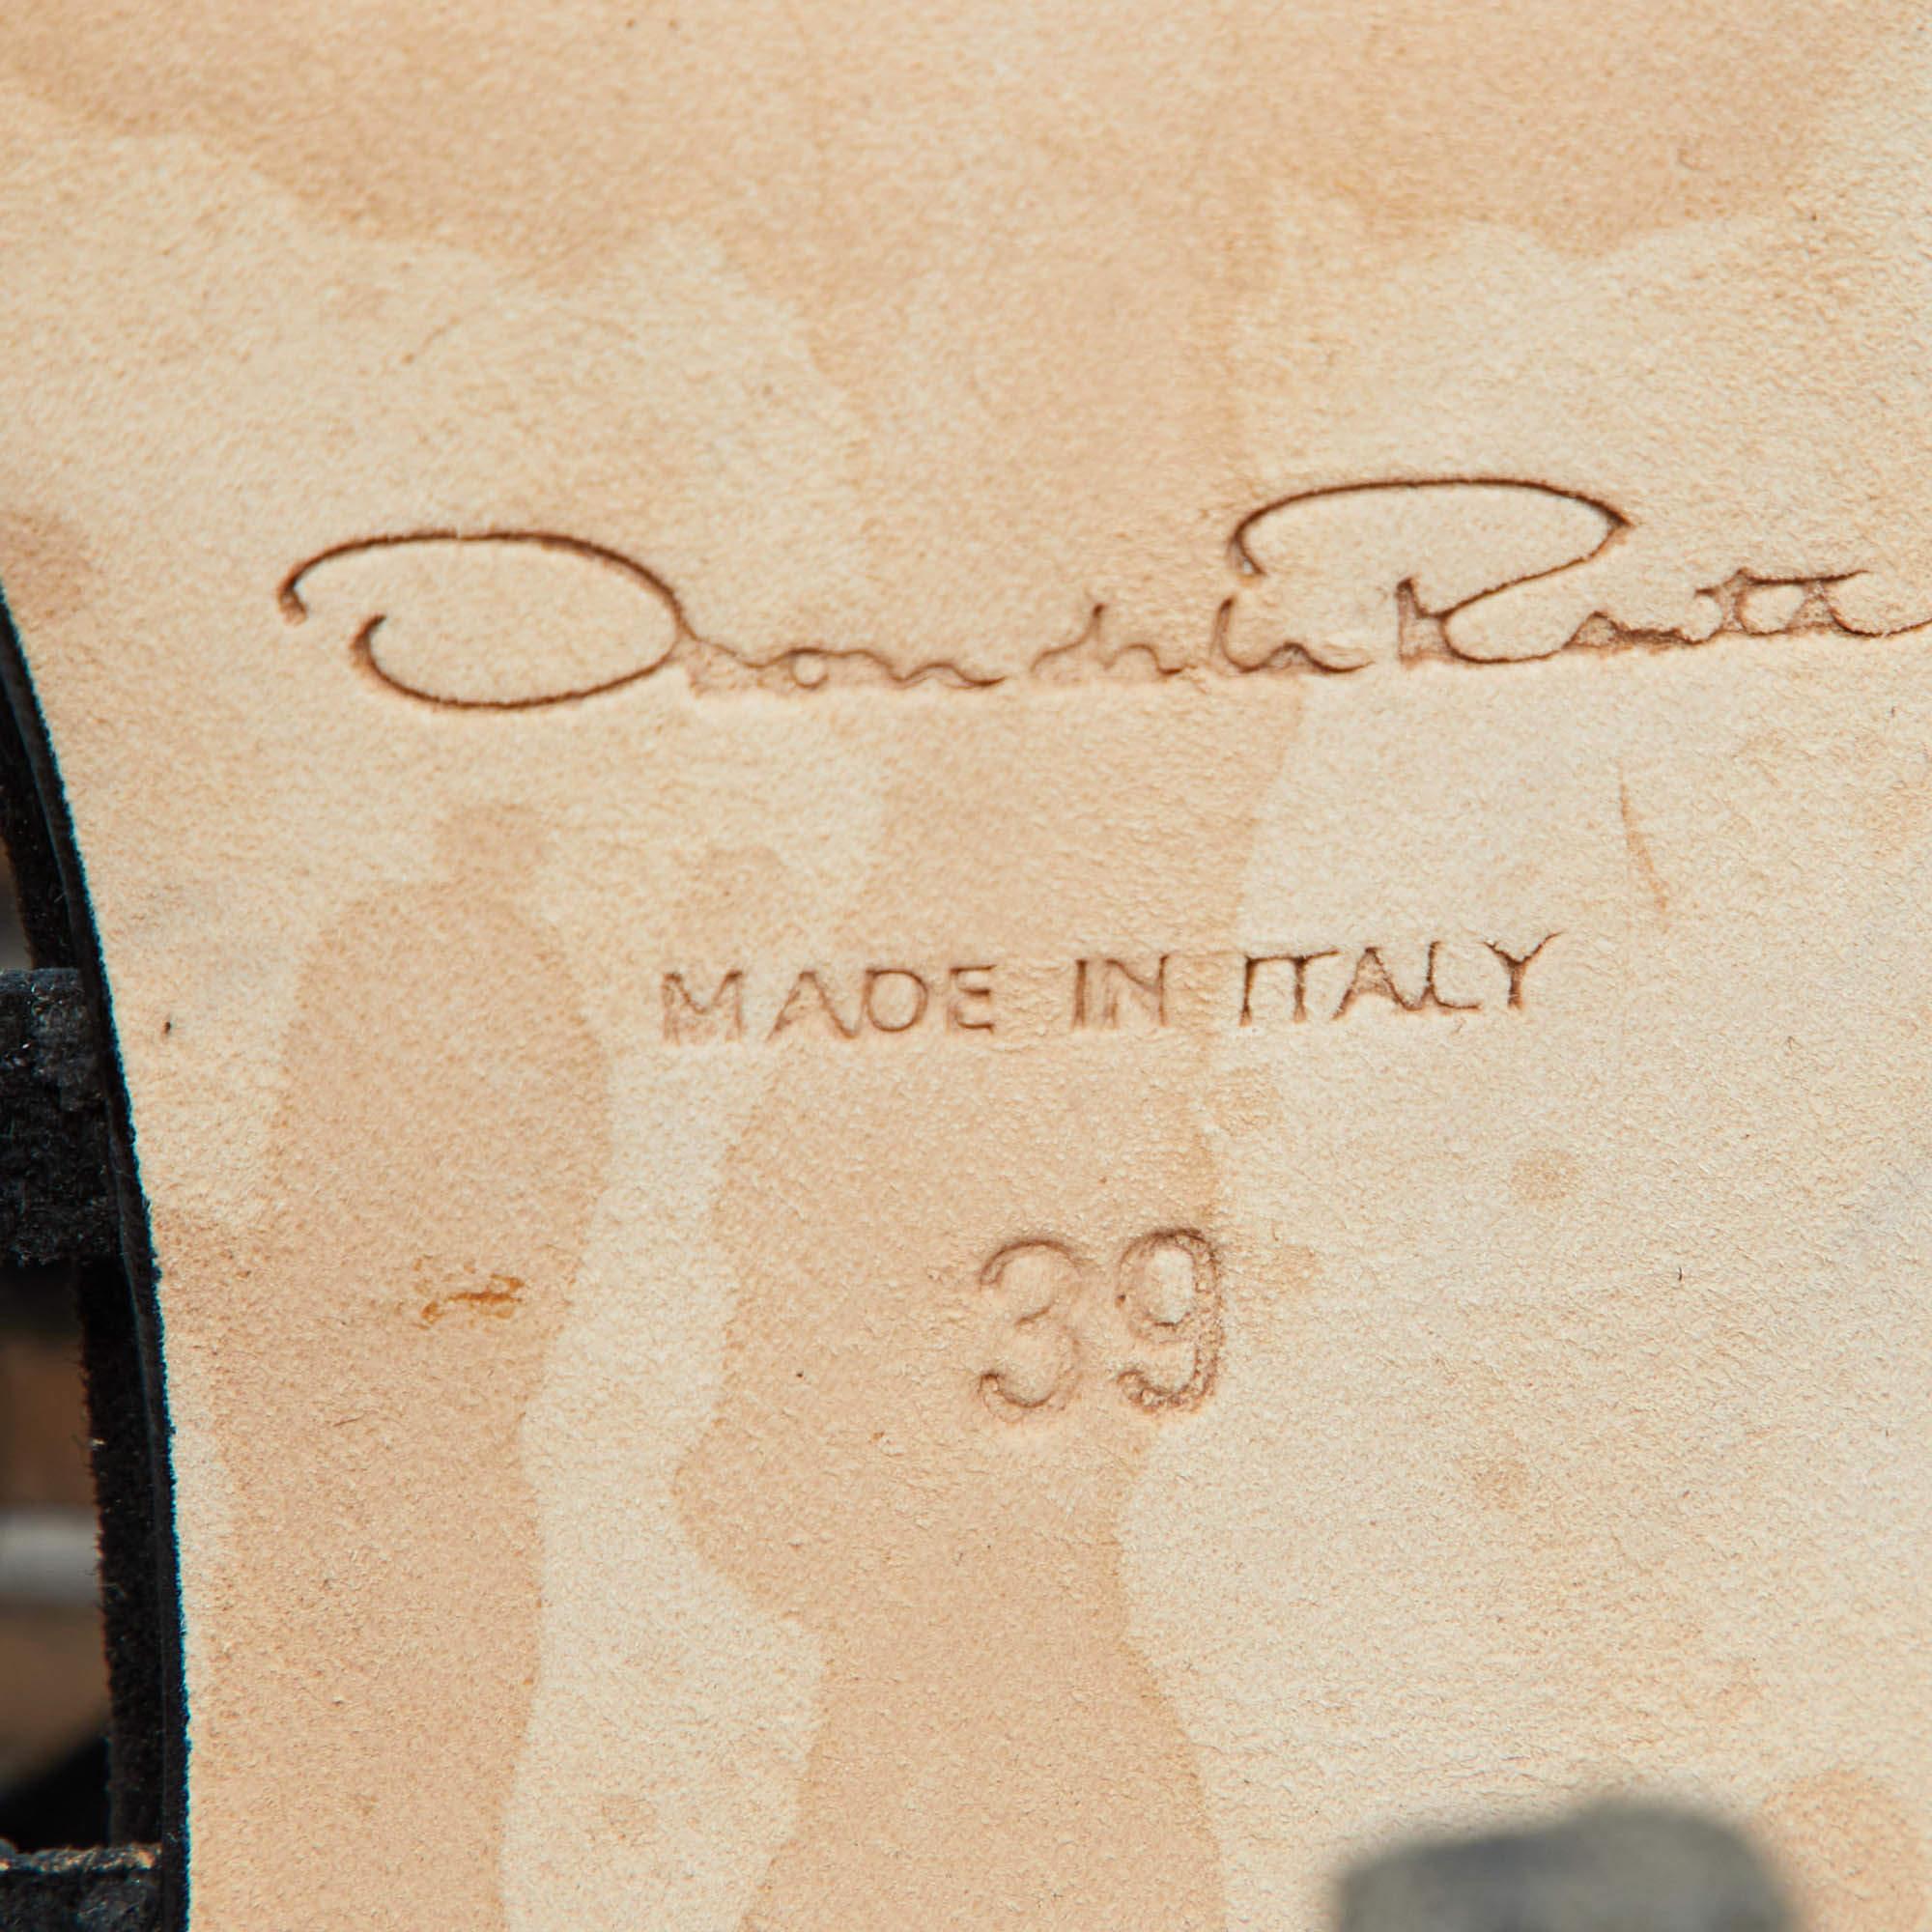 Oscar de la Renta
MADE IN ITALY
39